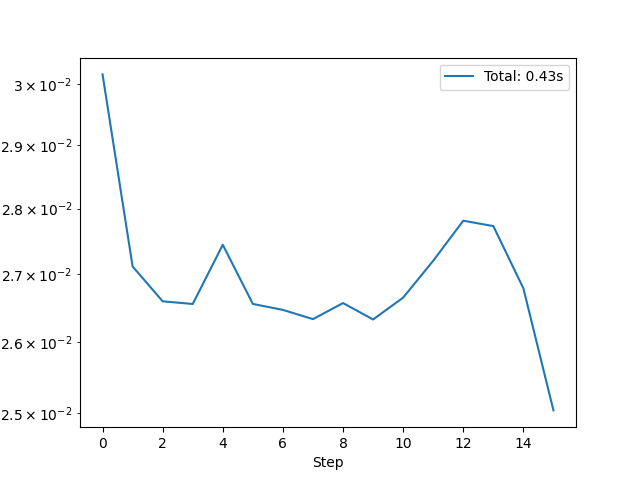 Total: 0.43s
3 × 10⁻²
2.9 × 10⁻²
2.8 × 10⁻²
2.7 × 10⁻²
2.6 × 10⁻²
2.5 × 10⁻²
0 2 4 6 8 10 12 14
Step